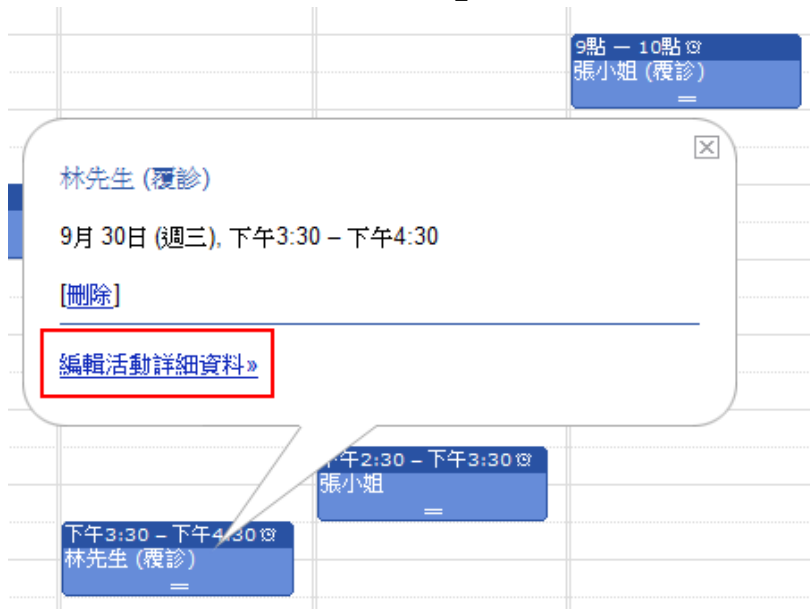 9點 — 10點
張小姐 (覆診)
林先生 (覆診)
9月 30日 (週三), 下午3:30 – 下午4:30
[刪除]
編輯活動詳細資料»
午2:30 – 下午3:30
張小姐
下午3:30 – 下午4:30
林先生 (覆診)